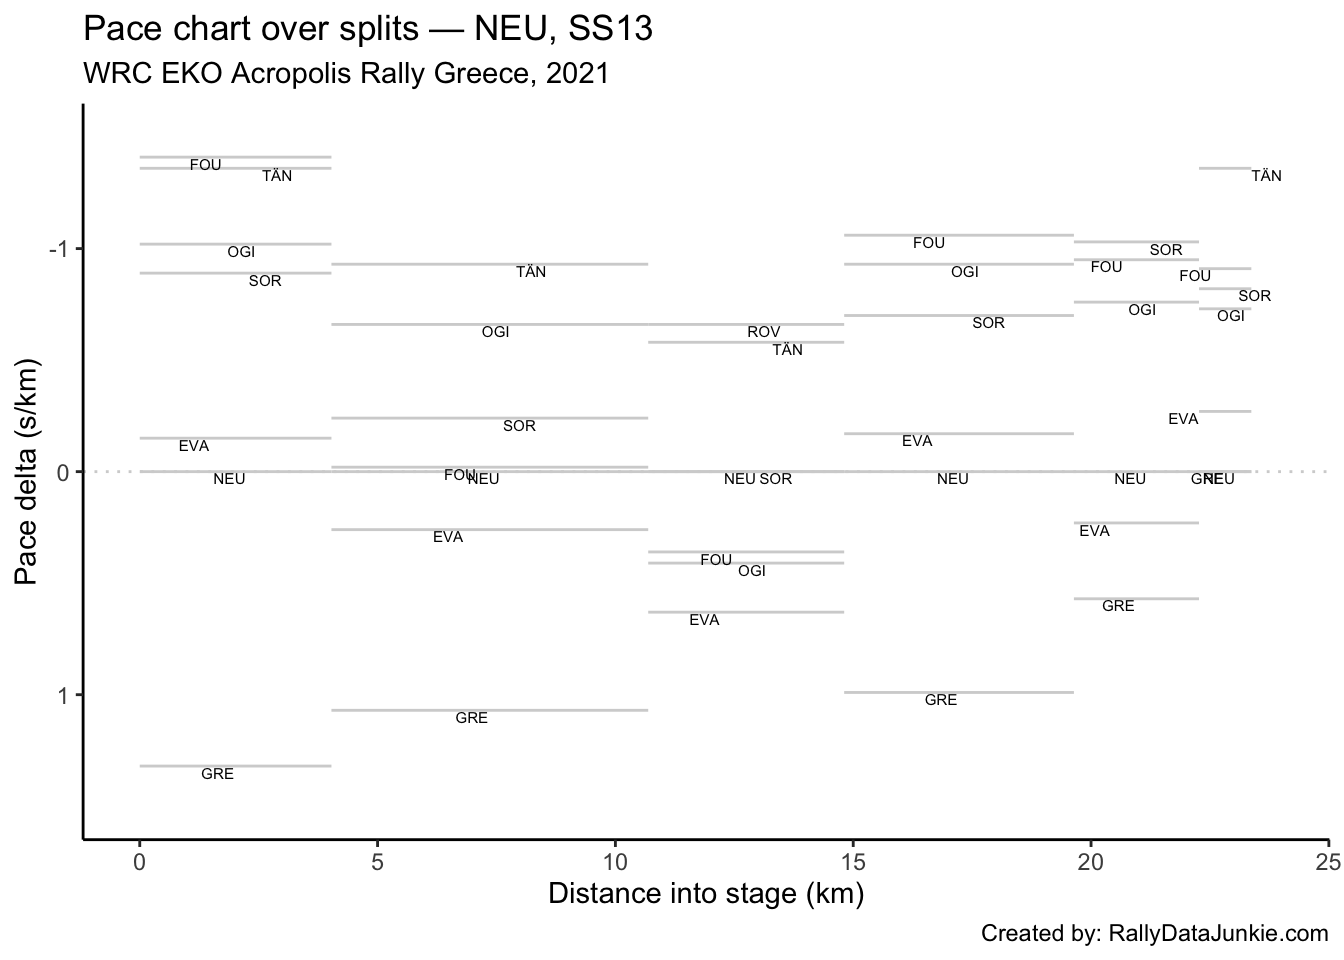 Pace chart over splits — NEU, SS13
WRC EKO Acropolis Rally Greece, 2021
Pace delta (s/km)
-1
0
1
FOU
TÄN
OGI
SOR
EVA
NEU
GRE
TÄN
OGI
SOR
FOU
NEU
EVA
GRE
ROV
TÄN
NEU SOR
FOU
OGI
EVA
FOU
OGI
SOR
EVA
NEU
GRE
SOR
FOU
OGI
NEU
EVA
GRE
TÄN
FOU
SOR
OGI
EVA
GRE
NEU
0 5 10 15 20 25
Distance into stage (km)
Created by: RallyDataJunkie.com